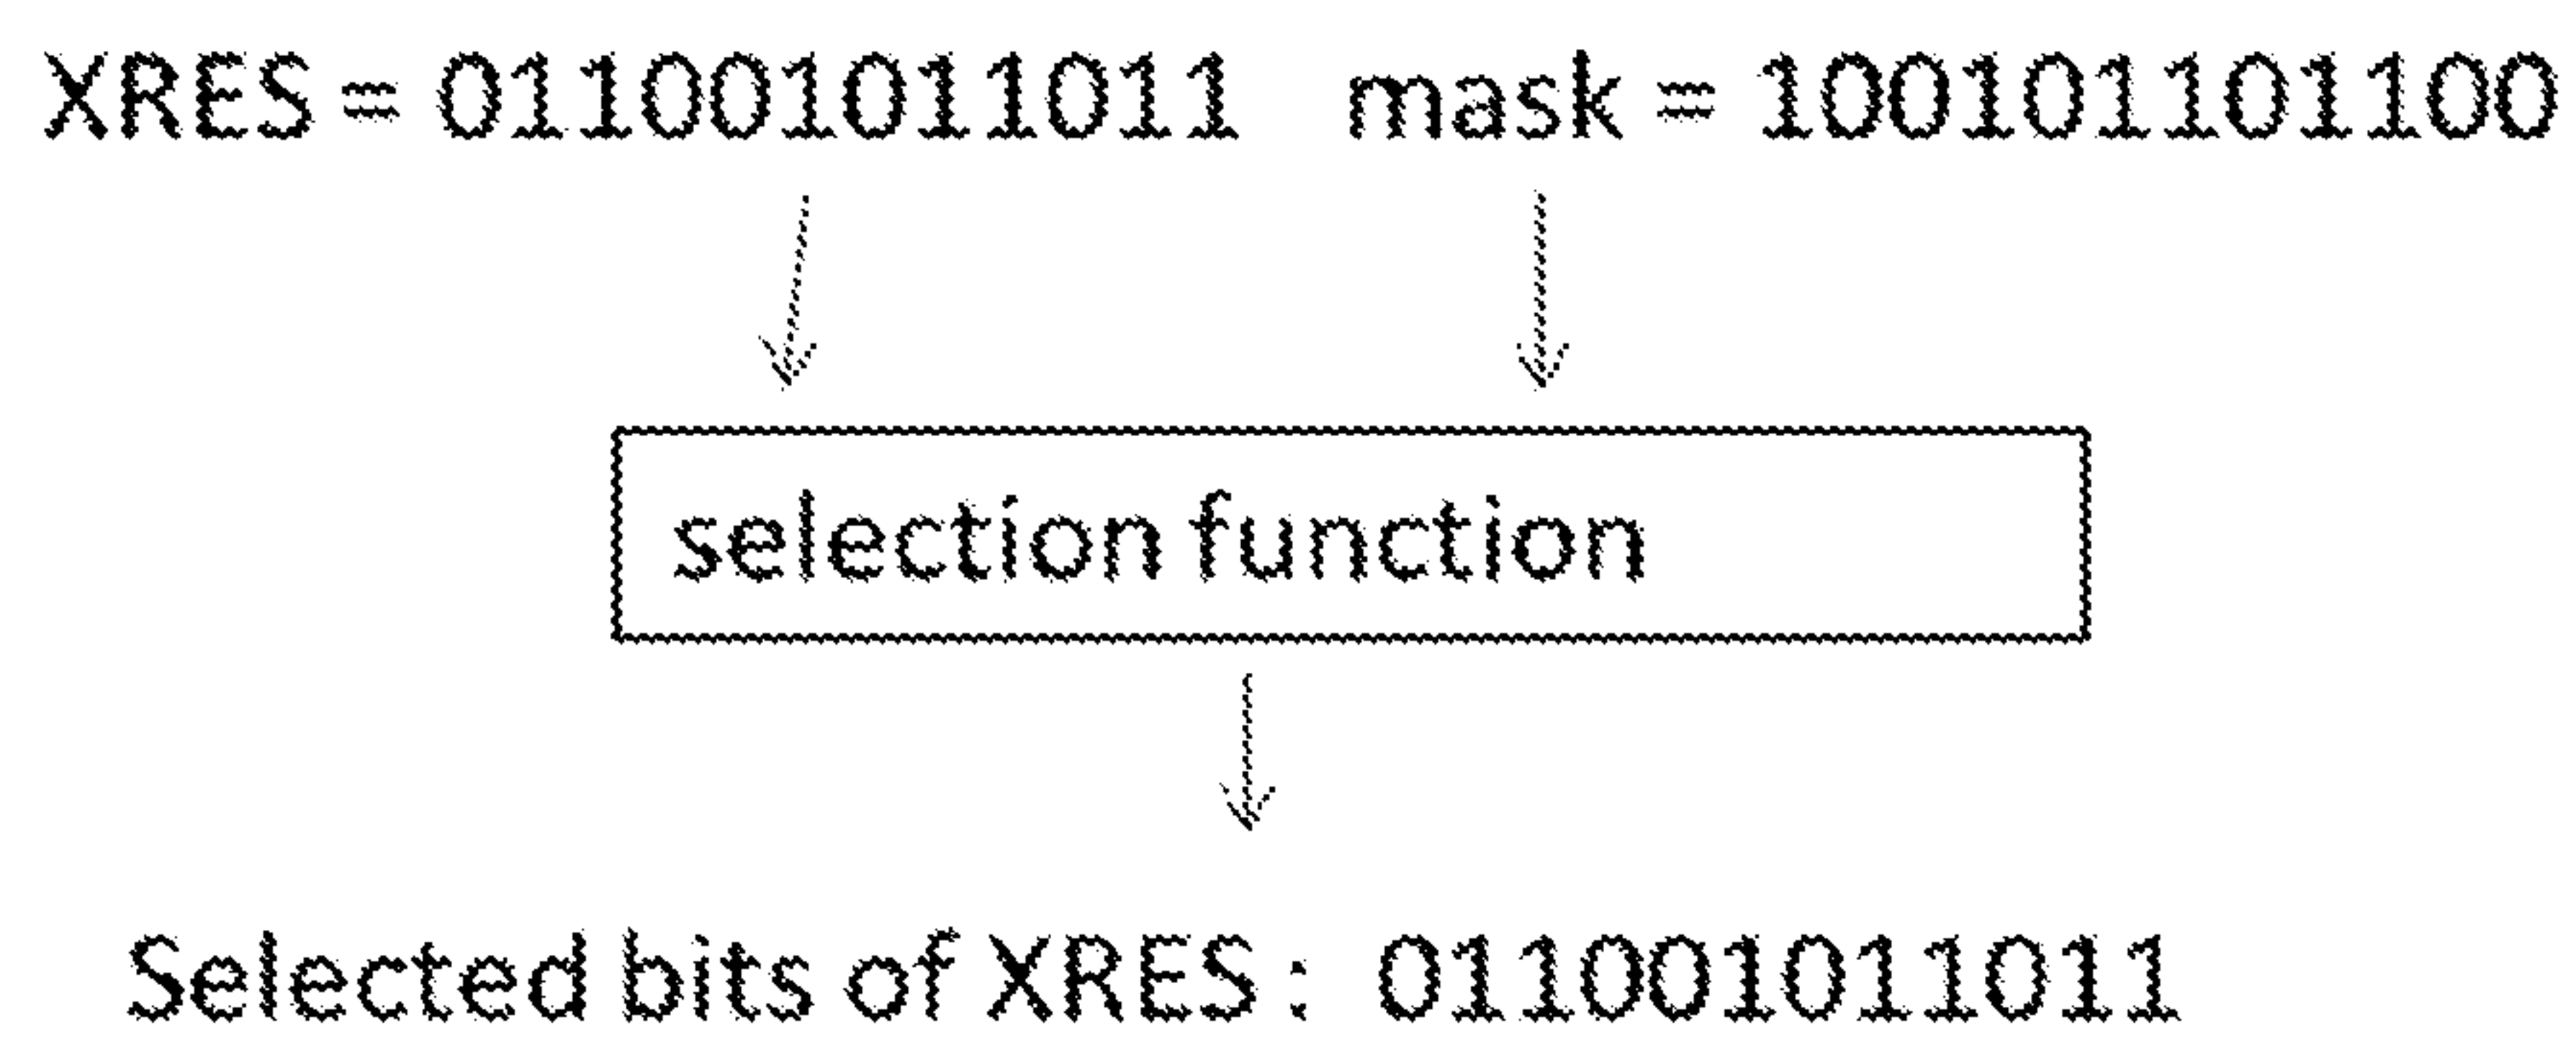 XRES = 011001011011 mask = 100101101100
selection function
Selected bits of XRES : 011001011011